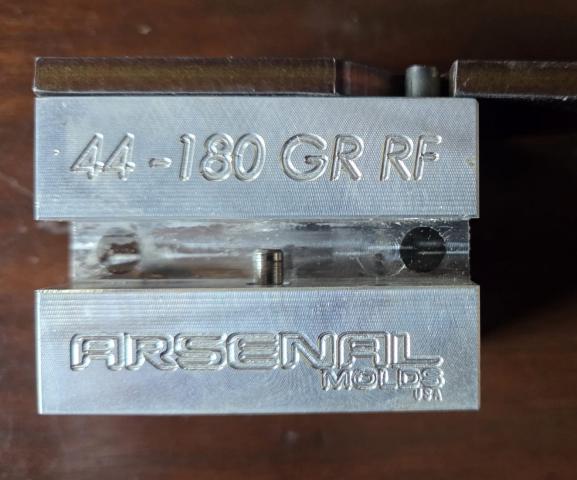 44 - 180 GR RF
ARSENAL
MOLDS
USA